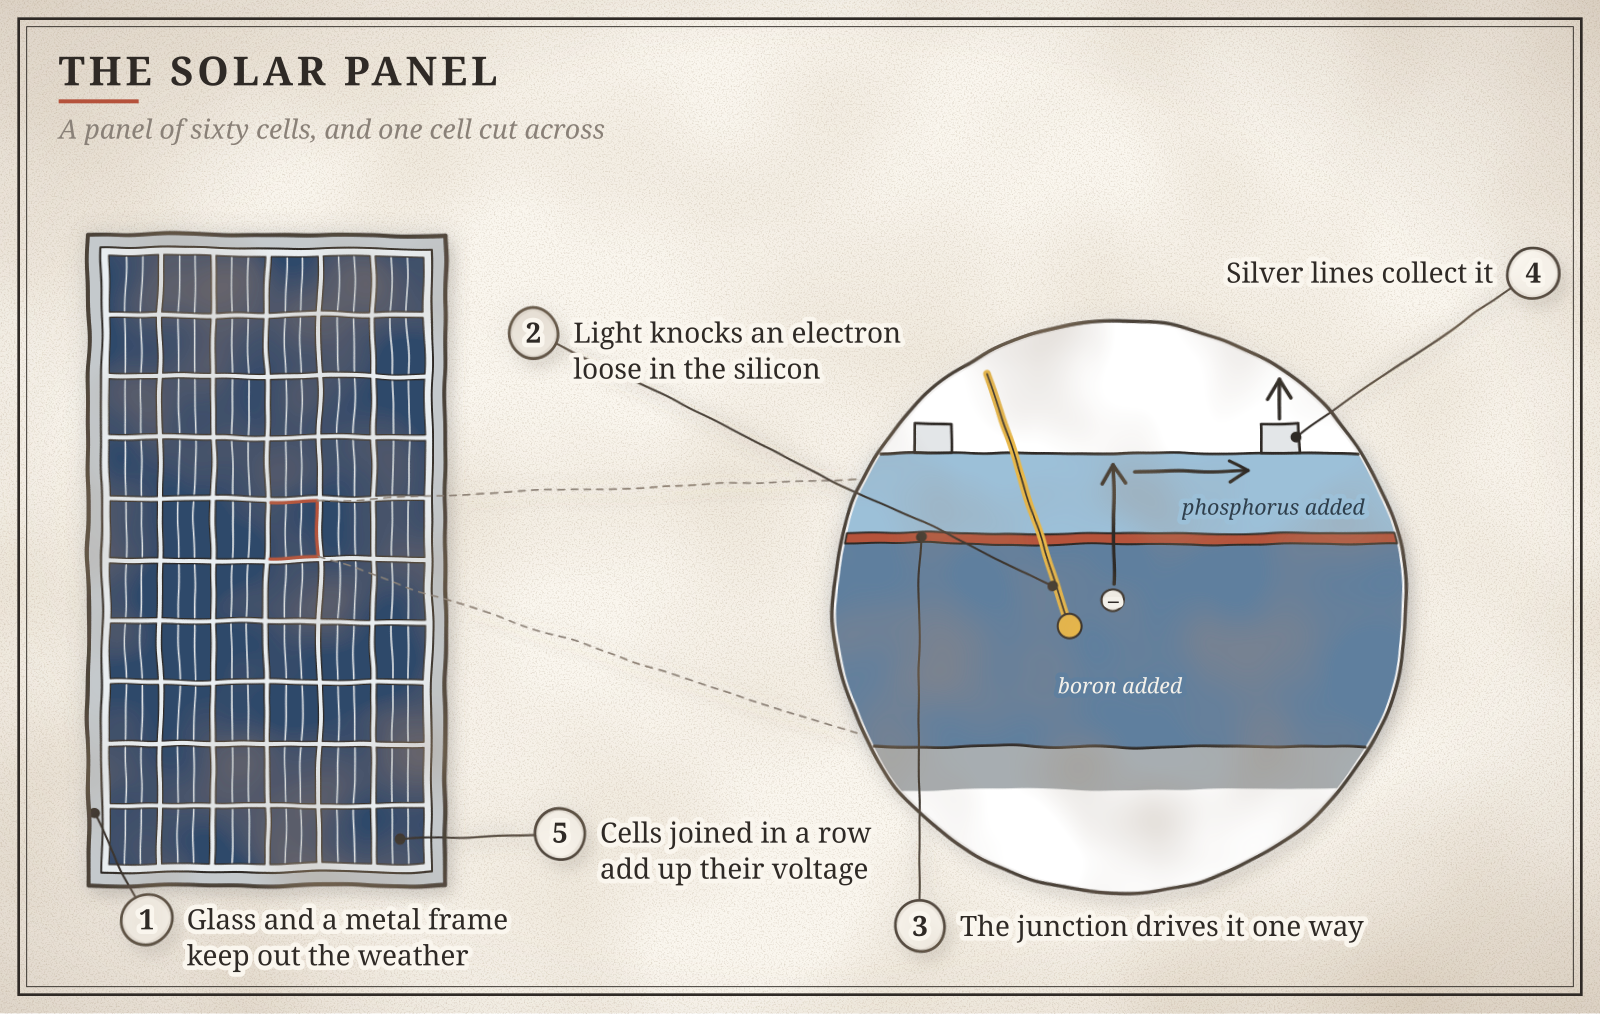 THE SOLAR PANEL
A panel of sixty cells, and one cell cut across
4
Silver lines collect it
2
Light knocks an electron
loose in the silicon
phosphorus added
–
boron added
5
Cells joined in a row
add up their voltage
1
Glass and a metal frame
keep out the weather
3
The junction drives it one way